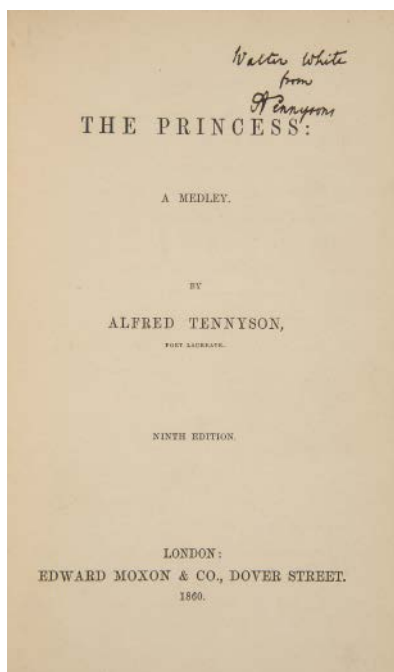 Walter White
from
ATennyson
THE PRINCESS:
A MEDLEY.
BY
ALFRED TENNYSON,
POET LAUREATE.
NINTH EDITION.
LONDON:
EDWARD MOXON & CO., DOVER STREET.
1860.